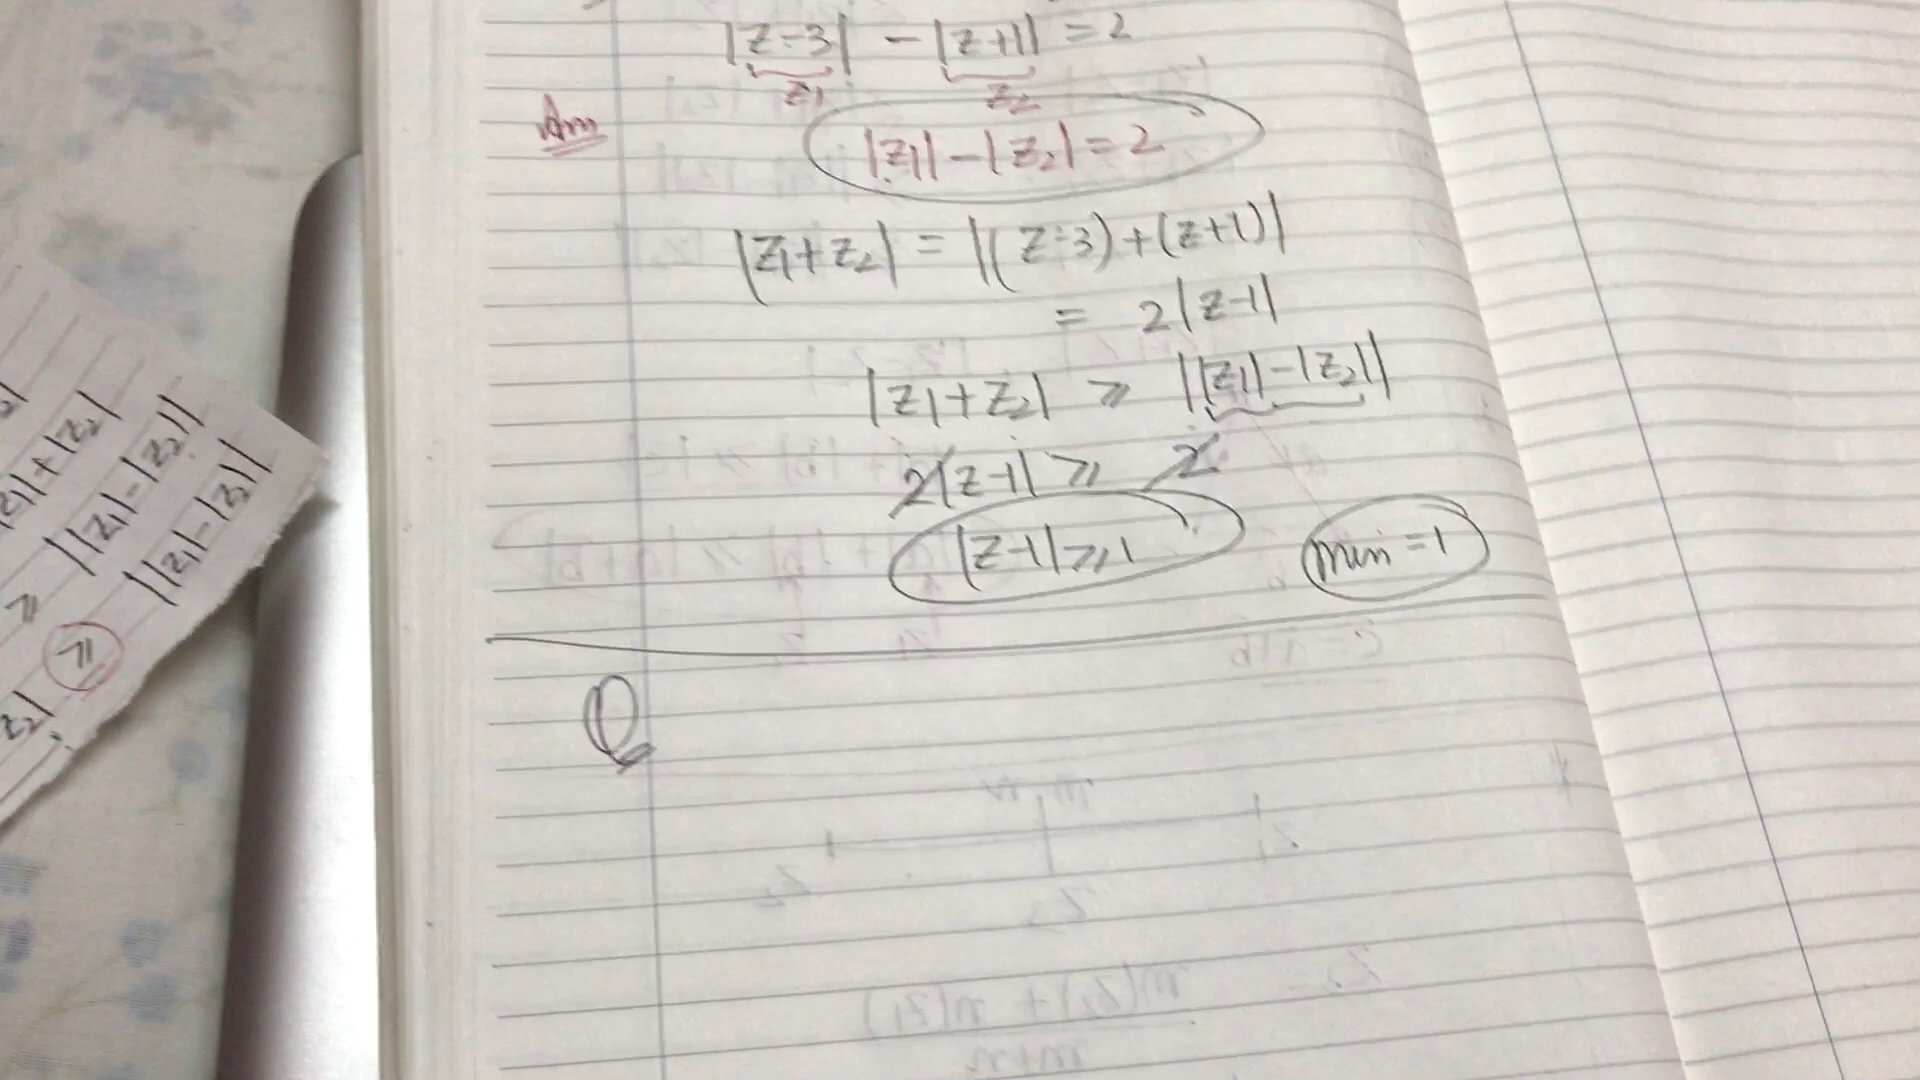 |z-3| - |z+1| = 2
z₁ z₂
Ans
|z₁| - |z₂| = 2
|z₁+z₂| = |(z-3)+(z+1)|
= 2|z-1|
|z₁+z₂| ⩾ ||z₁|-|z₂||
2|z-1| ⩾ 2
|z-1| ⩾ 1 min = 1
Q
|z₁|+|z₂|
⩾ ||z₁|-|z₂||
z₂| ⩾ ||z₁|-|z₂||